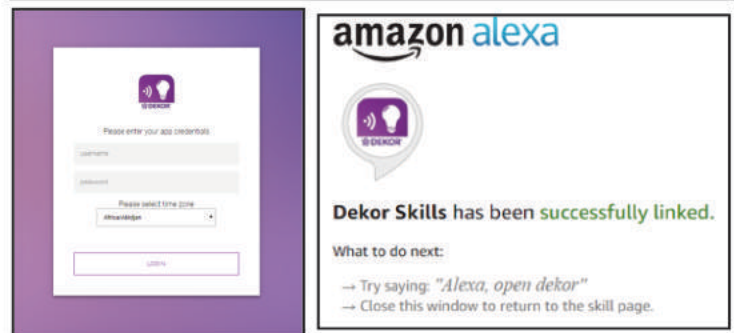 DEKOR
Please enter your app credentials
username
password
Please select time zone
Africa/Abidjan
LOGIN
amazon alexa
DEKOR
Dekor Skills has been successfully linked.
What to do next:
→ Try saying: "Alexa, open dekor"
→ Close this window to return to the skill page.